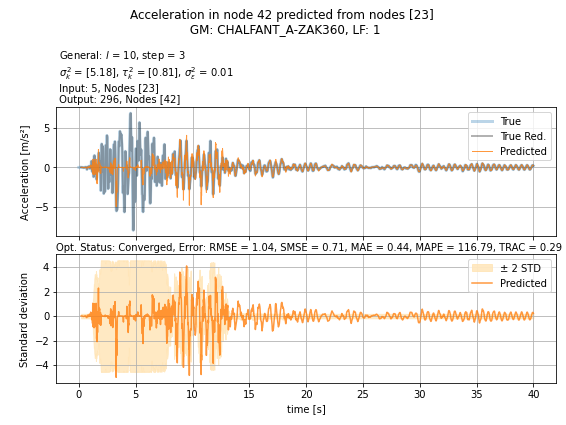 Acceleration in node 42 predicted from nodes [23]
GM: CHALFANT_A-ZAK360, LF: 1
General: l = 10, step = 3
σ²ₖ = [5.18], τ²ₖ = [0.81], σ²ε = 0.01
Input: 5, Nodes [23]
Output: 296, Nodes [42]
5
0
−5
Acceleration [m/s²]
True
True Red.
Predicted
Opt. Status: Converged, Error: RMSE = 1.04, SMSE = 0.71, MAE = 0.44, MAPE = 116.79, TRAC = 0.29
4
2
0
−2
−4
Standard deviation
± 2 STD
Predicted
0 5 10 15 20 25 30 35 40
time [s]